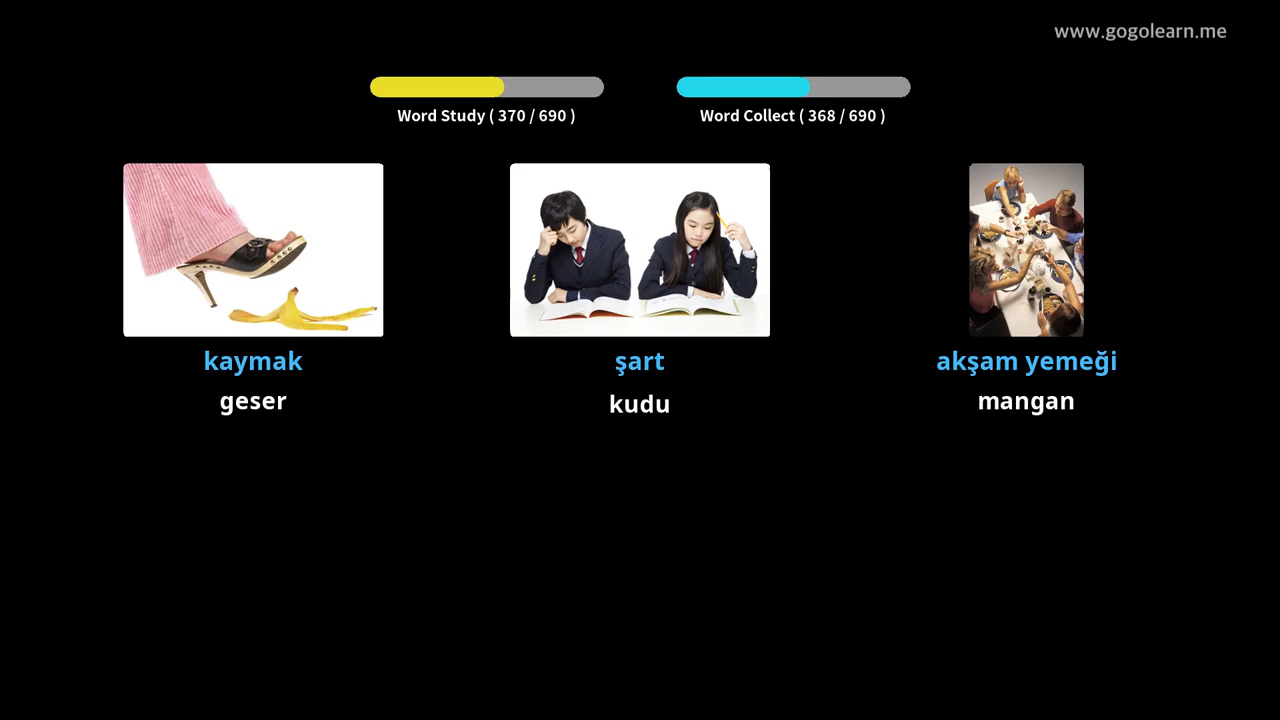 www.gogolearn.me
Word Study ( 370 / 690 )
Word Collect ( 368 / 690 )
kaymak
geser
şart
kudu
akşam yemeği
mangan